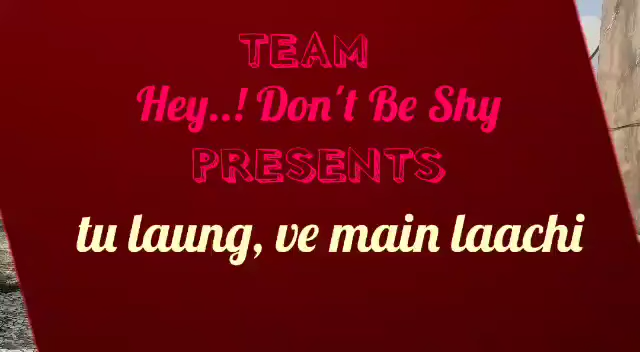 TEAM
Hey..! Don't Be Shy
PRESENTS
tu laung, ve main laachi